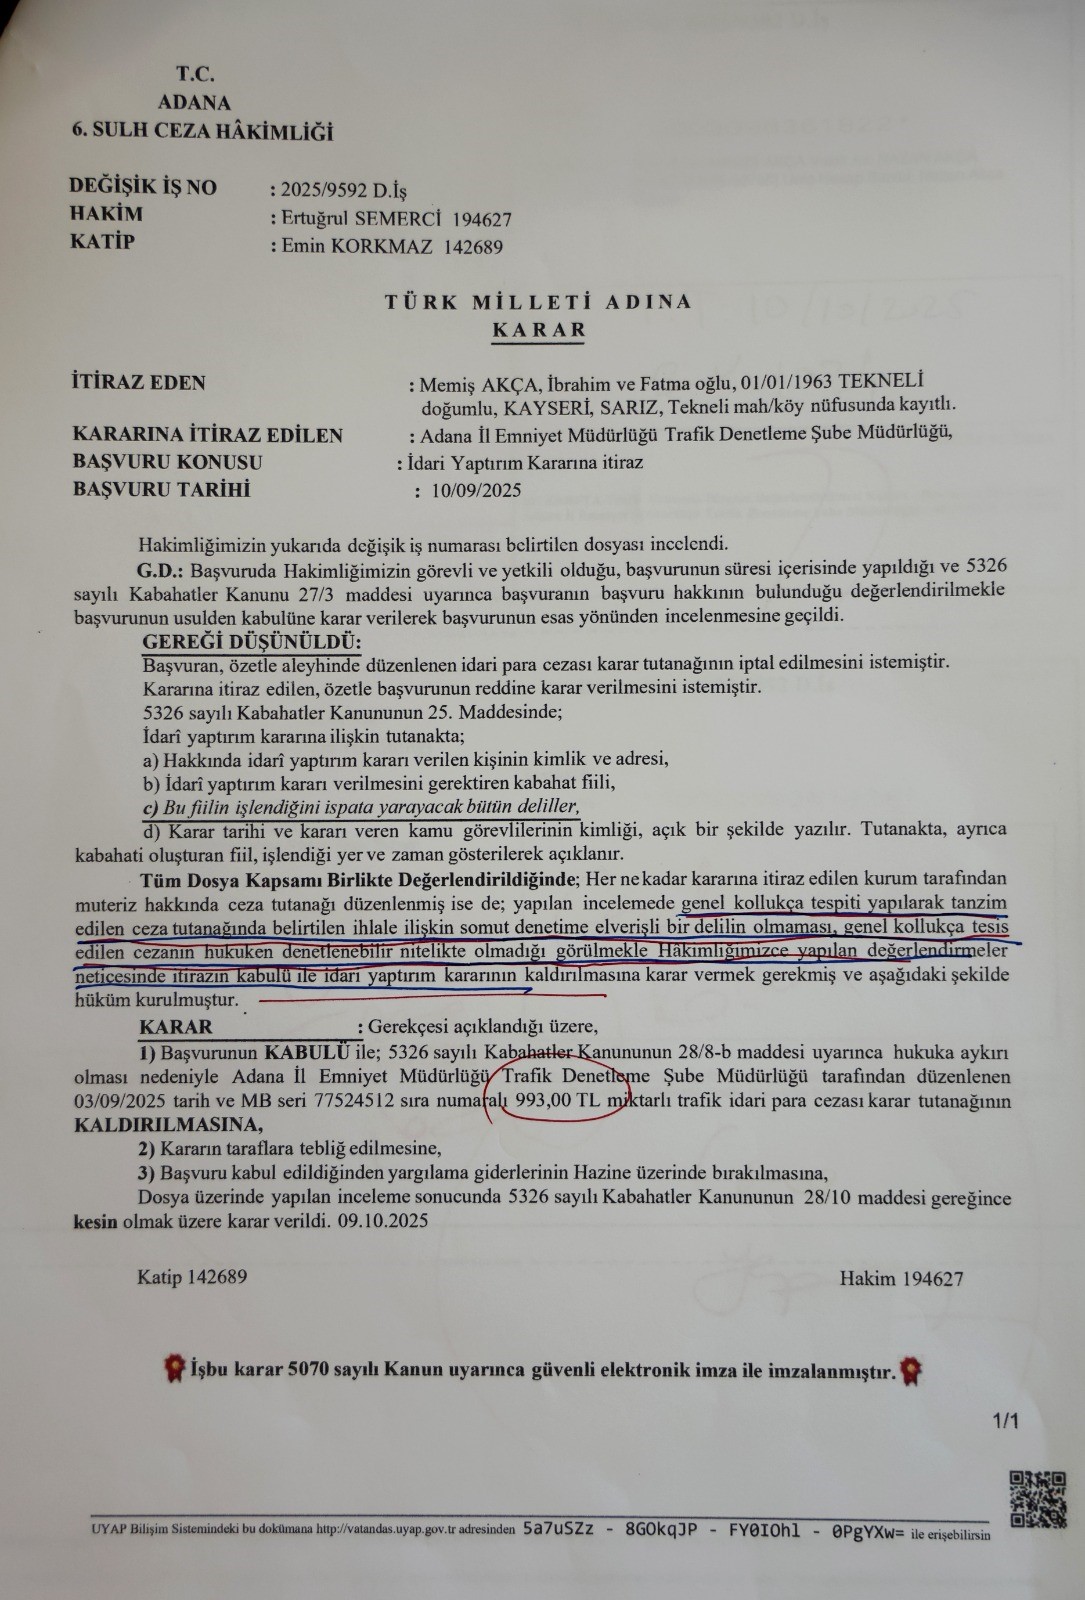 T.C.
ADANA
6. SULH CEZA HÂKİMLİĞİ
DEĞİŞİK İŞ NO : 2025/9592 D.İş
HAKİM : Ertuğrul SEMERCİ 194627
KATİP : Emin KORKMAZ 142689
TÜRK MİLLETİ ADINA
KARAR
İTİRAZ EDEN : Memiş AKÇA, İbrahim ve Fatma oğlu, 01/01/1963 TEKNELİ
doğumlu, KAYSERİ, SARIZ, Tekneli mah/köy nüfusunda kayıtlı.
KARARINA İTİRAZ EDİLEN : Adana İl Emniyet Müdürlüğü Trafik Denetleme Şube Müdürlüğü,
BAŞVURU KONUSU : İdari Yaptırım Kararına itiraz
BAŞVURU TARİHİ : 10/09/2025
Hakimliğimizin yukarıda değişik iş numarası belirtilen dosyası incelendi.
G.D.: Başvuruda Hakimliğimizin görevli ve yetkili olduğu, başvurunun süresi içerisinde yapıldığı ve 5326
sayılı Kabahatler Kanunu 27/3 maddesi uyarınca başvuranın başvuru hakkının bulunduğu değerlendirilmekle
başvurunun usulden kabulüne karar verilerek başvurunun esas yönünden incelenmesine geçildi.
GEREĞİ DÜŞÜNÜLDÜ:
Başvuran, özetle aleyhinde düzenlenen idari para cezası karar tutanağının iptal edilmesini istemiştir.
Kararına itiraz edilen, özetle başvurunun reddine karar verilmesini istemiştir.
5326 sayılı Kabahatler Kanununun 25. Maddesinde;
İdarî yaptırım kararına ilişkin tutanakta;
a) Hakkında idarî yaptırım kararı verilen kişinin kimlik ve adresi,
b) İdarî yaptırım kararı verilmesini gerektiren kabahat fiili,
c) Bu fiilin işlendiğini ispata yarayacak bütün deliller,
d) Karar tarihi ve kararı veren kamu görevlilerinin kimliği, açık bir şekilde yazılır. Tutanakta, ayrıca
kabahati oluşturan fiil, işlendiği yer ve zaman gösterilerek açıklanır.
Tüm Dosya Kapsamı Birlikte Değerlendirildiğinde; Her ne kadar kararına itiraz edilen kurum tarafından
muteriz hakkında ceza tutanağı düzenlenmiş ise de; yapılan incelemede genel kollukça tespiti yapılarak tanzim
edilen ceza tutanağında belirtilen ihlale ilişkin somut denetime elverişli bir delilin olmaması, genel kollukça tesis
edilen cezanın hukuken denetlenebilir nitelikte olmadığı görülmekle Hâkimliğimizce yapılan değerlendirmeler
neticesinde itirazın kabulü ile idari yaptırım kararının kaldırılmasına karar vermek gerekmiş ve aşağıdaki şekilde
hüküm kurulmuştur.
KARAR : Gerekçesi açıklandığı üzere,
1) Başvurunun KABULÜ ile; 5326 sayılı Kabahatler Kanununun 28/8-b maddesi uyarınca hukuka aykırı
olması nedeniyle Adana İl Emniyet Müdürlüğü Trafik Denetleme Şube Müdürlüğü tarafından düzenlenen
03/09/2025 tarih ve MB seri 77524512 sıra numaralı 993,00 TL miktarlı trafik idari para cezası karar tutanağının
KALDIRILMASINA,
2) Kararın taraflara tebliğ edilmesine,
3) Başvuru kabul edildiğinden yargılama giderlerinin Hazine üzerinde bırakılmasına,
Dosya üzerinde yapılan inceleme sonucunda 5326 sayılı Kabahatler Kanununun 28/10 maddesi gereğince
kesin olmak üzere karar verildi. 09.10.2025
Katip 142689 Hakim 194627
İşbu karar 5070 sayılı Kanun uyarınca güvenli elektronik imza ile imzalanmıştır.
1/1
UYAP Bilişim Sistemindeki bu dokümana http://vatandas.uyap.gov.tr adresinden 5a7uSZz - 8GOkqJP - FY0IOhl - 0PgYXw= ile erişebilirsin